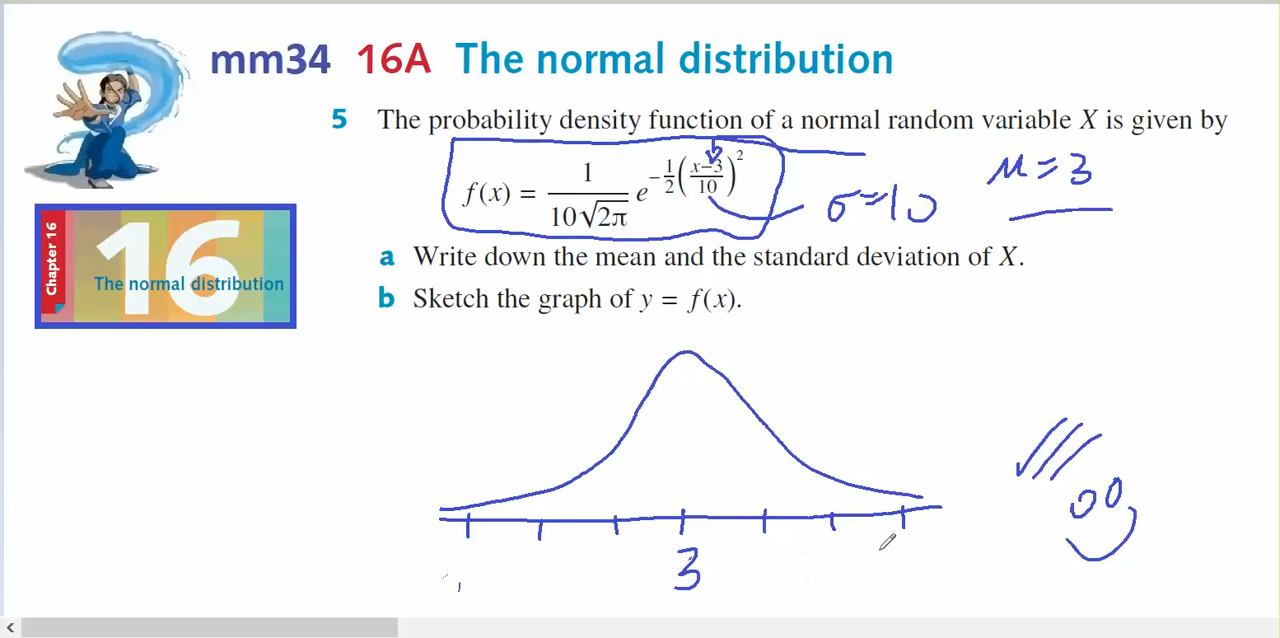 mm34 16A The normal distribution
5 The probability density function of a normal random variable X is given by
f(x) = 1/(10√2π) e^(−1/2((x−3)/10)^2)
μ = 3
σ = 10
a Write down the mean and the standard deviation of X.
b Sketch the graph of y = f(x).
Chapter 16
16
The normal distribution
3